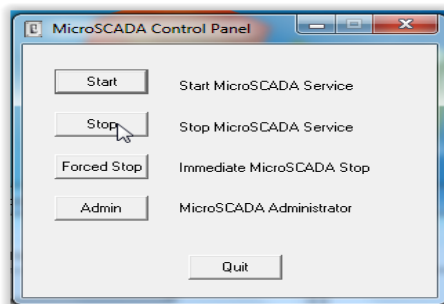 MicroSCADA Control Panel
Start Start MicroSCADA Service
Stop Stop MicroSCADA Service
Forced Stop Immediate MicroSCADA Stop
Admin MicroSCADA Administrator
Quit